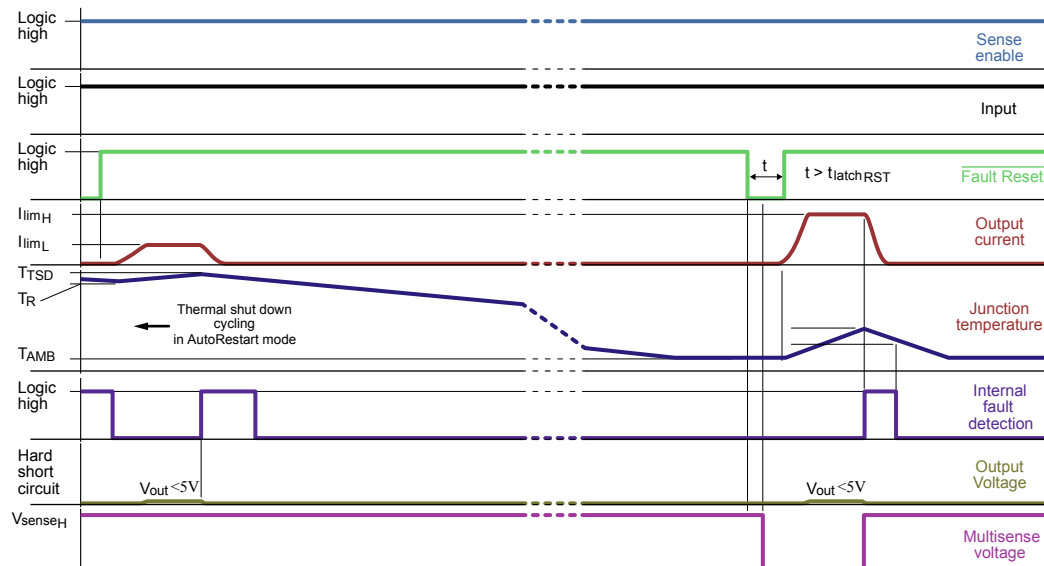 Logic
high
Sense
enable
Logic
high
Input
Logic
high
t
t > tlatchRST
Fault Reset
IlimH
IlimL
Output
current
TTSD
TR
Thermal shut down
cycling
in AutoRestart mode
Junction
temperature
TAMB
Logic
high
Internal
fault
detection
Hard
short
circuit
Vout <5V
Vout <5V
Output
Voltage
VsenseH
Multisense
voltage